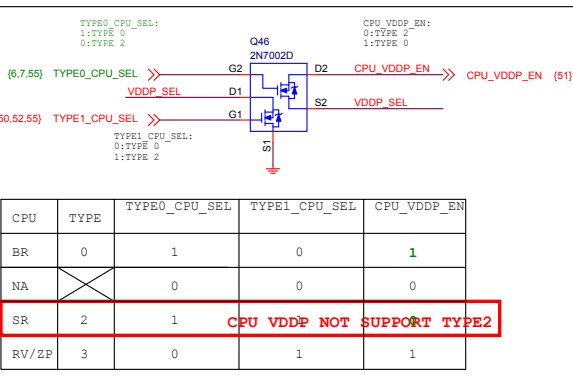 TYPE0_CPU_SEL:
1:TYPE 0
0:TYPE 2
CPU_VDDP_EN:
0:TYPE 2
1:TYPE 0
Q46
2N7002D
{6,7,55} TYPE0_CPU_SEL G2 D2 CPU_VDDP_EN CPU_VDDP_EN {51}
VDDP_SEL D1 S2 VDDP_SEL
50,52,55} TYPE1_CPU_SEL G1
S1
TYPE1_CPU_SEL:
0:TYPE 0
1:TYPE 2
CPU TYPE TYPE0_CPU_SEL TYPE1_CPU_SEL CPU_VDDP_EN
BR 0 1 0 1
NA 0 0 0
SR 2 1 1 0
CPU VDDP NOT SUPPORT TYPE2
RV/ZP 3 0 1 1